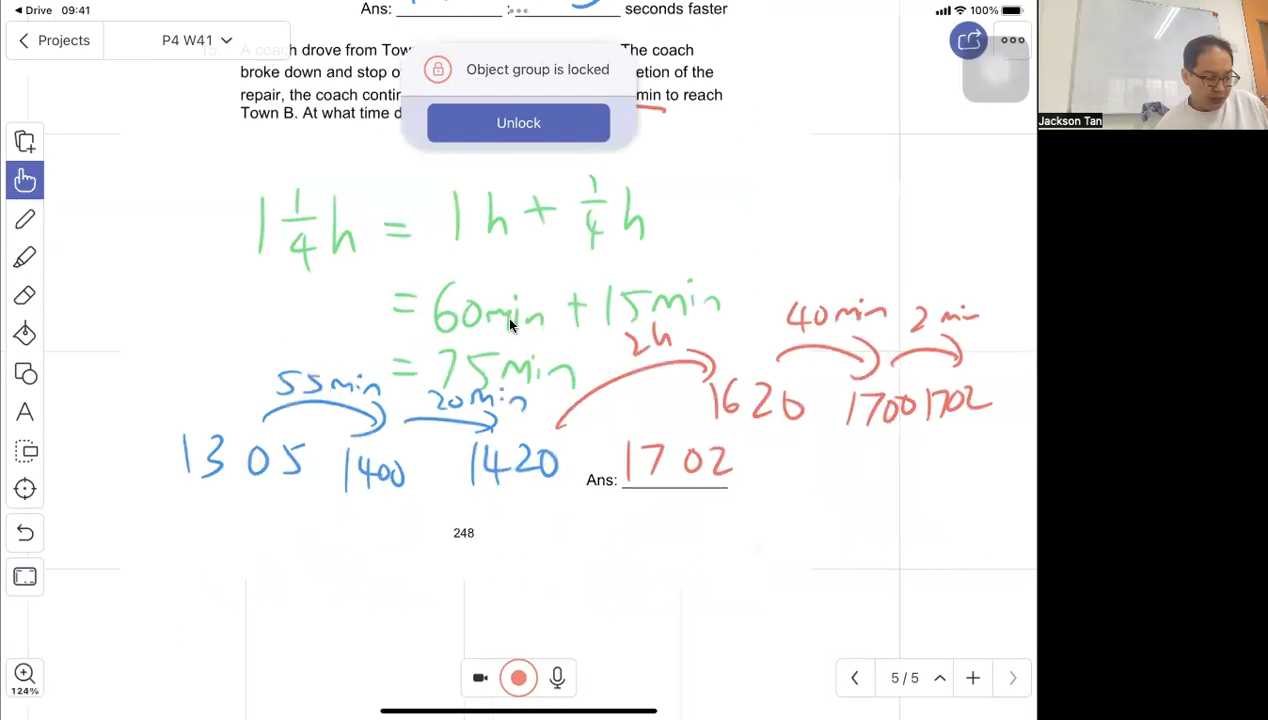 Drive 09:41
100%
Projects
P4 W41
Ans: : seconds faster
15. A coach drove from Tow The coach
broke down and stop o etion of the
repair, the coach contin min to reach
Town B. At what time d
Object group is locked
Unlock
Jackson Tan
1 1/4 h = 1 h + 1/4 h
= 60 min + 15 min
= 75 min
2h
40 min 2 min
55 min 20 min
1620 1700 1702
1305 1400 1420
Ans: 1702
248
124%
5 / 5